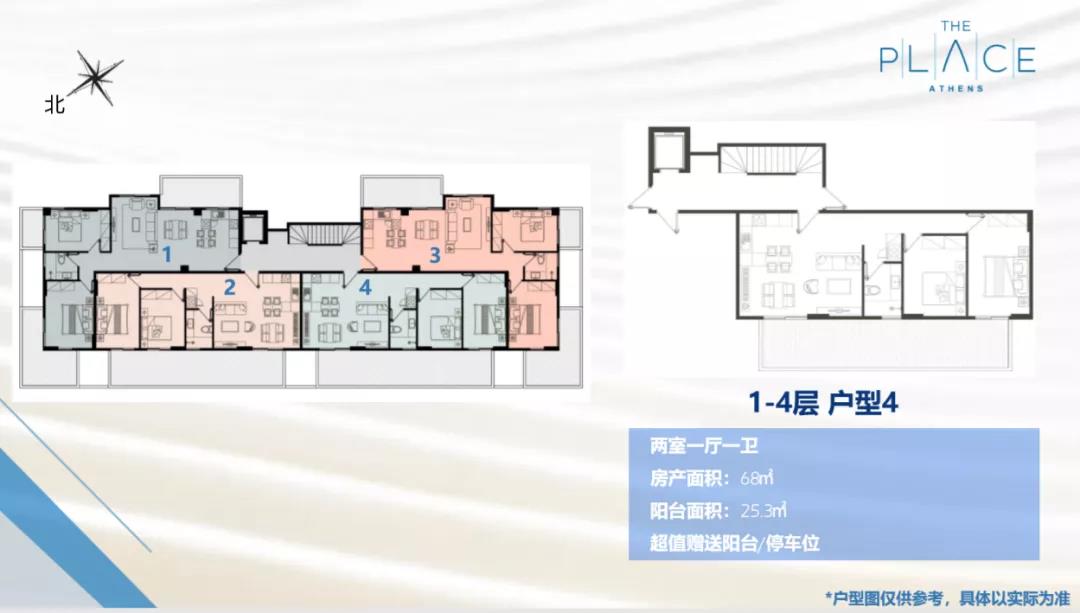 THE
PLACE
ATHENS
北
1
3
2
4
1-4层 户型4
两室一厅一卫
房产面积：68㎡
阳台面积：25.3㎡
超值赠送阳台/停车位
*户型图仅供参考，具体以实际为准